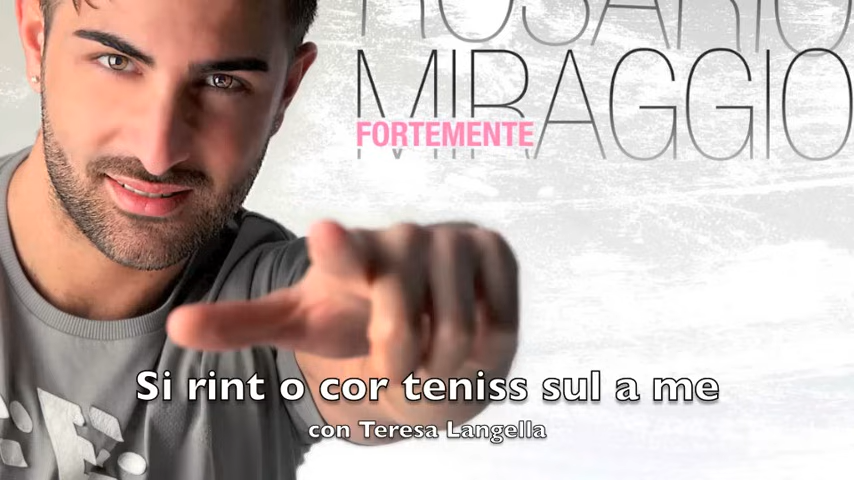 ROSARIO
MIRAGGIO
FORTEMENTE
Si rint o cor teniss sul a me
con Teresa Langella